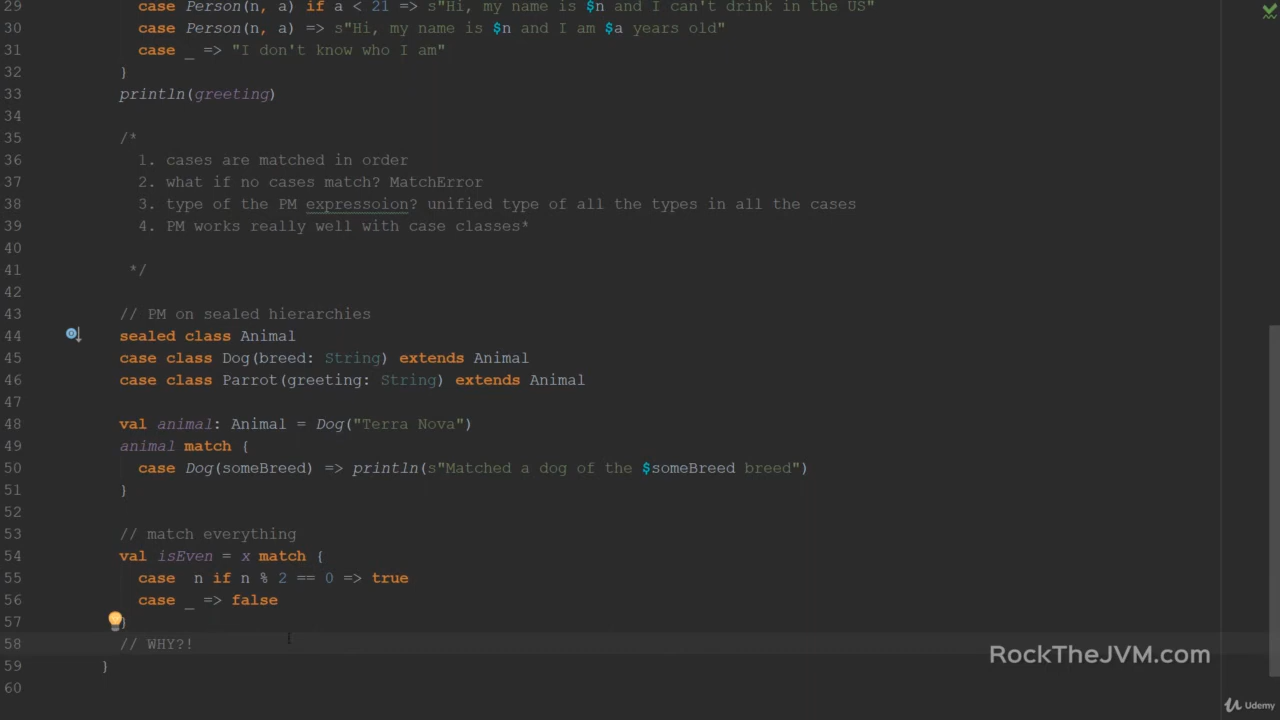 29 case Person(n, a) if a < 21 => s"Hi, my name is $n and I can't drink in the US"
30 case Person(n, a) => s"Hi, my name is $n and I am $a years old"
31 case _ => "I don't know who I am"
32 }
33 println(greeting)
34
35 /*
36 1. cases are matched in order
37 2. what if no cases match? MatchError
38 3. type of the PM expressoion? unified type of all the types in all the cases
39 4. PM works really well with case classes*
40
41 */
42
43 // PM on sealed hierarchies
44 sealed class Animal
45 case class Dog(breed: String) extends Animal
46 case class Parrot(greeting: String) extends Animal
47
48 val animal: Animal = Dog("Terra Nova")
49 animal match {
50 case Dog(someBreed) => println(s"Matched a dog of the $someBreed breed")
51 }
52
53 // match everything
54 val isEven = x match {
55 case n if n % 2 == 0 => true
56 case _ => false
57 }
58 // WHY?!
59 }
60
RockTheJVM.com
Udemy